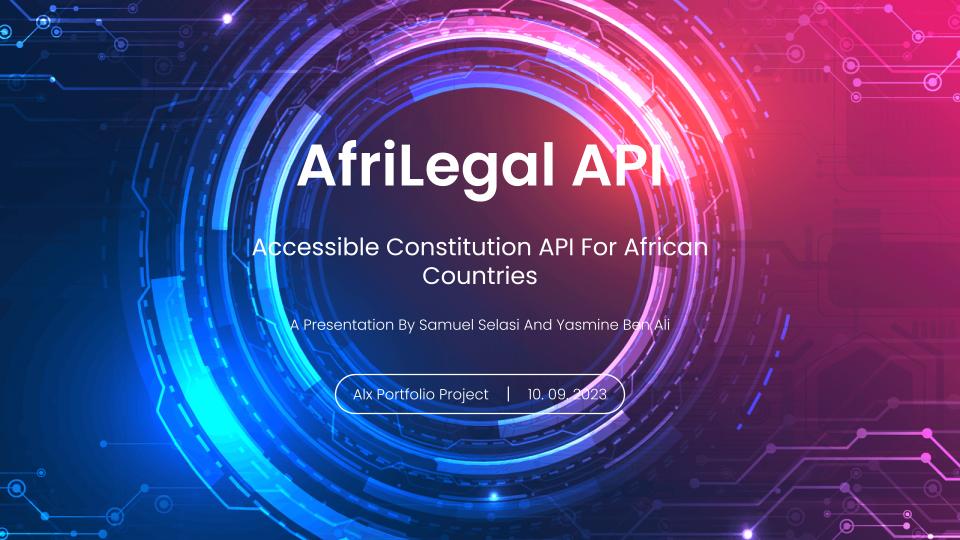 AfriLegal API
Accessible Constitution API For African
Countries
A Presentation By Samuel Selasi And Yasmine Ben Ali
Alx Portfolio Project | 10. 09. 2023